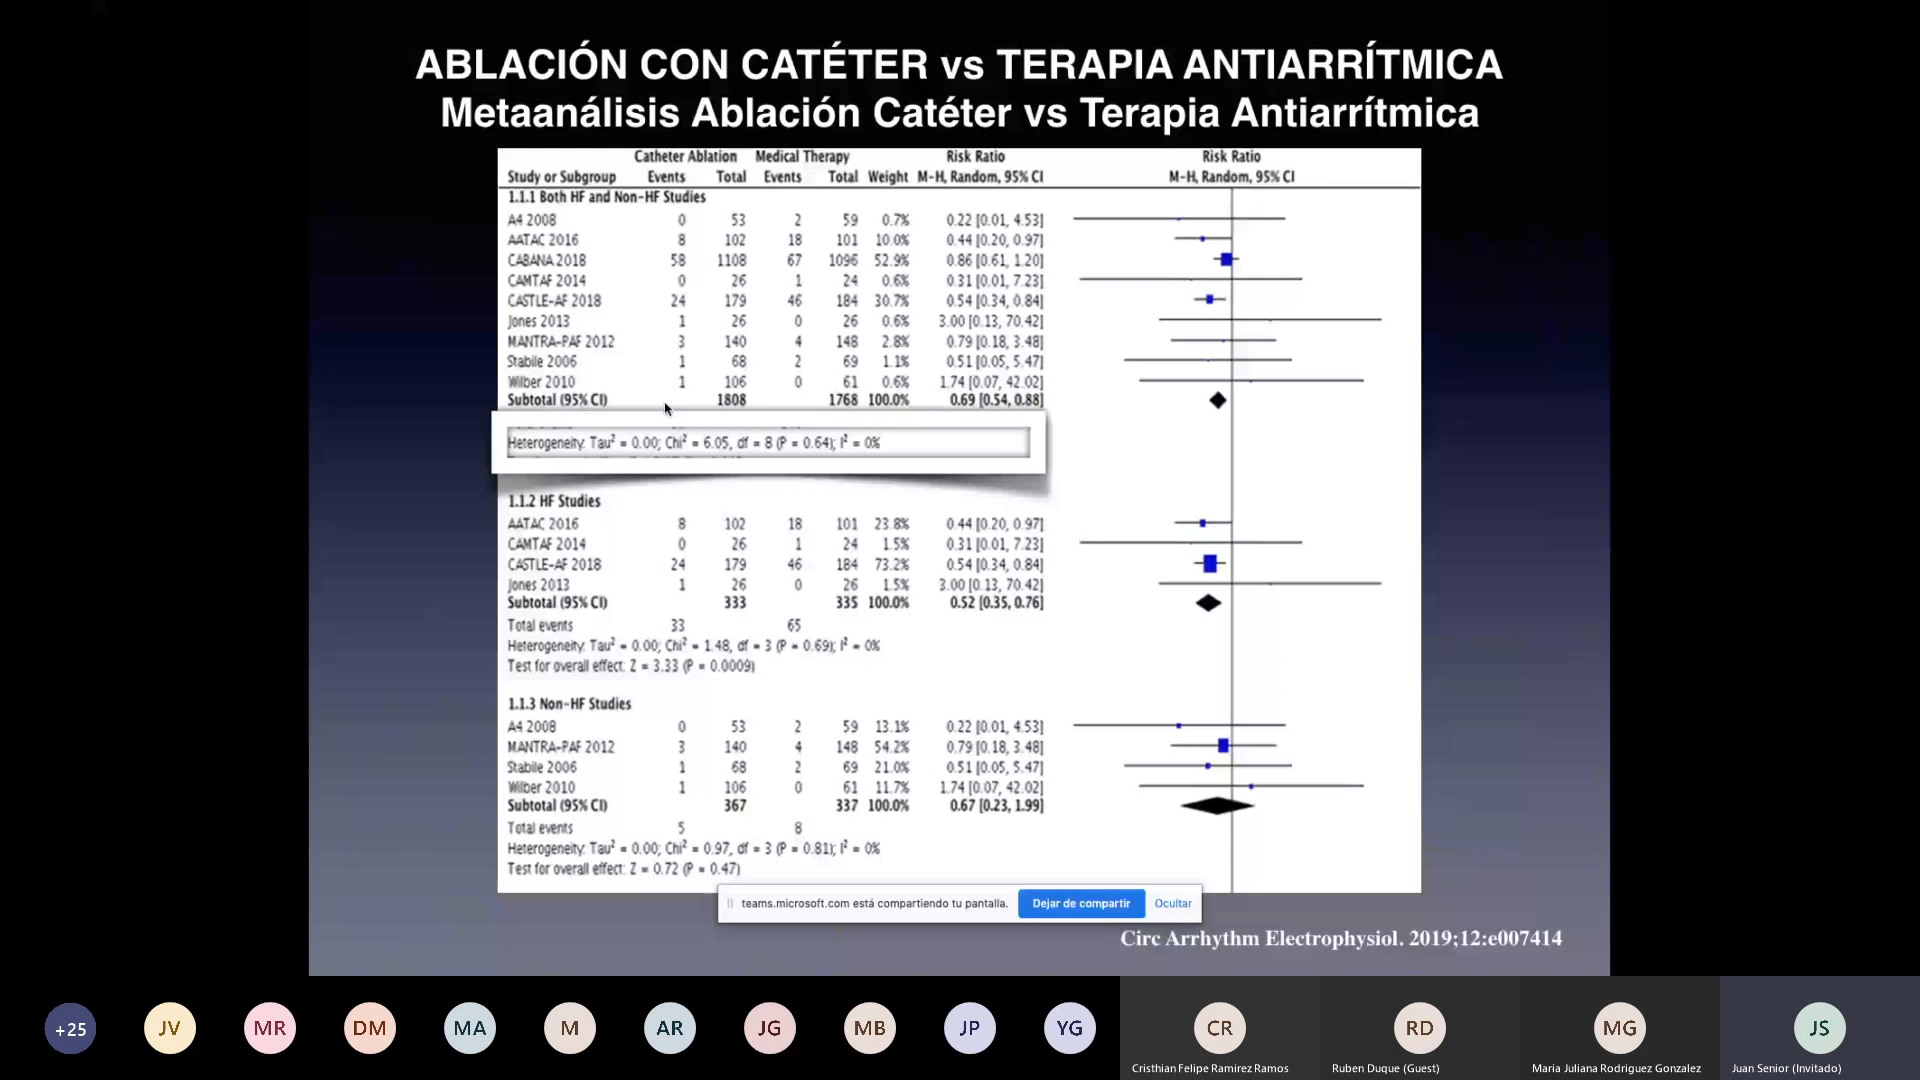 ABLACIÓN CON CATÉTER vs TERAPIA ANTIARRÍTMICA
Metaanálisis Ablación Catéter vs Terapia Antiarrítmica
Catheter Ablation Medical Therapy Risk Ratio Risk Ratio
Study or Subgroup Events Total Events Total Weight M-H, Random, 95% CI M-H, Random, 95% CI
1.1.1 Both HF and Non-HF Studies
A4 2008 0 53 2 59 0.7% 0.22 [0.01, 4.53]
AATAC 2016 8 102 18 101 10.0% 0.44 [0.20, 0.97]
CABANA 2018 58 1108 67 1096 52.9% 0.86 [0.61, 1.20]
CAMTAF 2014 0 26 1 24 0.6% 0.31 [0.01, 7.23]
CASTLE-AF 2018 24 179 46 184 30.7% 0.54 [0.34, 0.84]
Jones 2013 1 26 0 26 0.6% 3.00 [0.13, 70.42]
MANTRA-PAF 2012 3 140 4 148 2.8% 0.79 [0.18, 3.48]
Stabile 2006 1 68 2 69 1.1% 0.51 [0.05, 5.47]
Wilber 2010 1 106 0 61 0.6% 1.74 [0.07, 42.02]
Subtotal (95% CI) 1808 1768 100.0% 0.69 [0.54, 0.88]
Heterogeneity: Tau² = 0.00; Chi² = 6.05, df = 8 (P = 0.64); I² = 0%
1.1.2 HF Studies
AATAC 2016 8 102 18 101 23.8% 0.44 [0.20, 0.97]
CAMTAF 2014 0 26 1 24 1.5% 0.31 [0.01, 7.23]
CASTLE-AF 2018 24 179 46 184 73.2% 0.54 [0.34, 0.84]
Jones 2013 1 26 0 26 1.5% 3.00 [0.13, 70.42]
Subtotal (95% CI) 333 335 100.0% 0.52 [0.35, 0.76]
Total events 33 65
Heterogeneity: Tau² = 0.00; Chi² = 1.48, df = 3 (P = 0.69); I² = 0%
Test for overall effect: Z = 3.33 (P = 0.0009)
1.1.3 Non-HF Studies
A4 2008 0 53 2 59 13.1% 0.22 [0.01, 4.53]
MANTRA-PAF 2012 3 140 4 148 54.2% 0.79 [0.18, 3.48]
Stabile 2006 1 68 2 69 21.0% 0.51 [0.05, 5.47]
Wilber 2010 1 106 0 61 11.7% 1.74 [0.07, 42.02]
Subtotal (95% CI) 367 337 100.0% 0.67 [0.23, 1.99]
Total events 5 8
Heterogeneity: Tau² = 0.00; Chi² = 0.97, df = 3 (P = 0.81); I² = 0%
Test for overall effect: Z = 0.72 (P = 0.47)
teams.microsoft.com está compartiendo tu pantalla. Dejar de compartir Ocultar
Circ Arrhythm Electrophysiol. 2019;12:e007414
+25 JV MR DM MA M AR JG MB JP YG CR RD MG JS
Cristhian Felipe Ramirez Ramos Ruben Duque (Guest) Maria Juliana Rodriguez Gonzalez Juan Senior (Invitado)